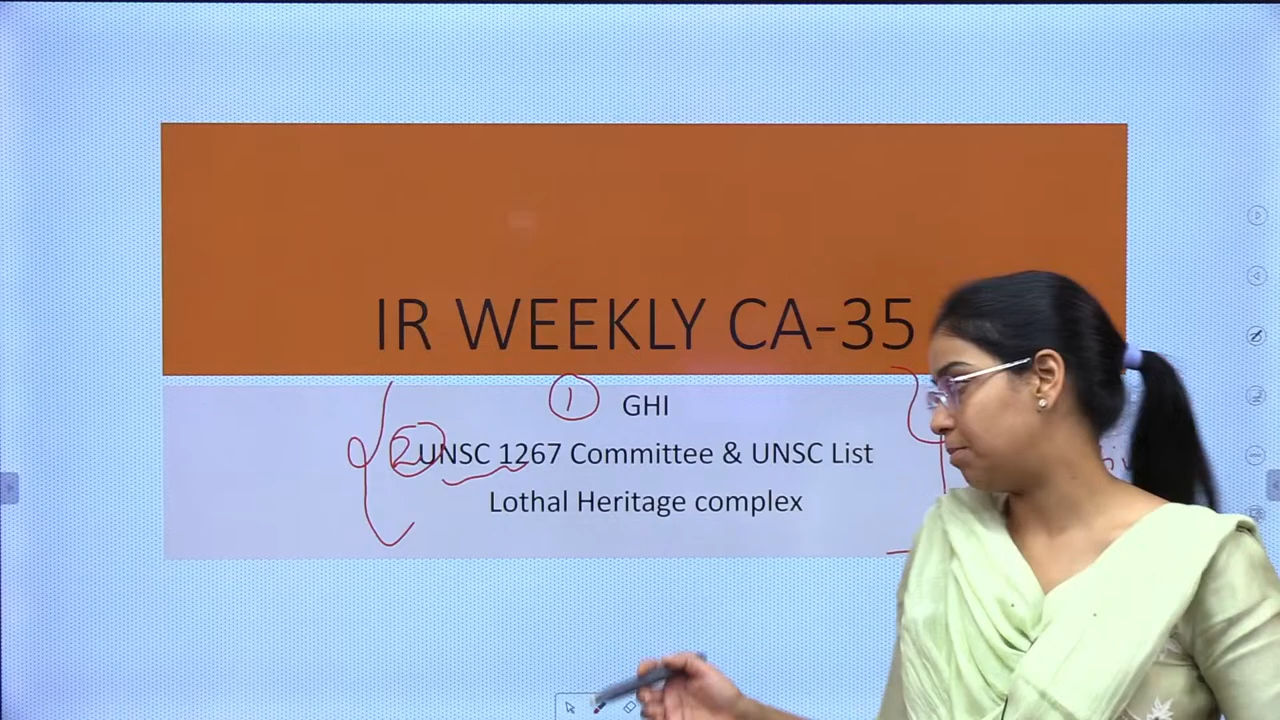 IR WEEKLY CA-35
1 GHI
2 UNSC 1267 Committee & UNSC List
Lothal Heritage complex